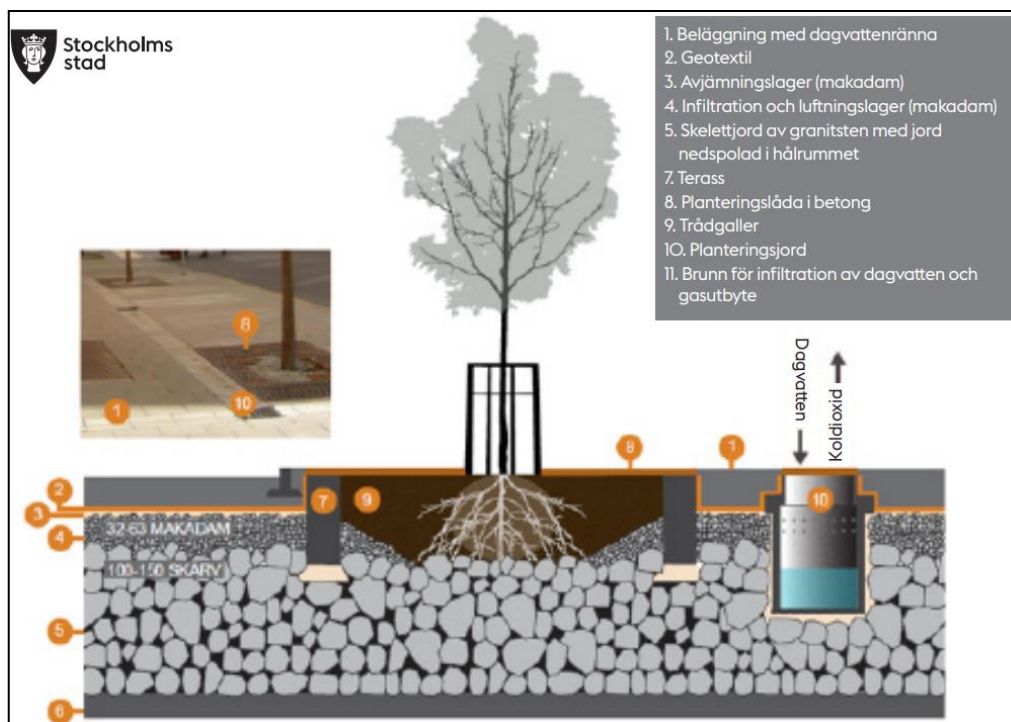 Stockholms
stad
1. Beläggning med dagvattenränna
2. Geotextil
3. Avjämningslager (makadam)
4. Infiltration och luftningslager (makadam)
5. Skelettjord av granitsten med jord
nedspolad i hålrummet
7. Terass
8. Planteringslåda i betong
9. Trädgaller
10. Planteringsjord
11. Brunn för infiltration av dagvatten och
gasutbyte
8
1
10
Dagvatten
Koldioxid
8
1
2
7
9
10
3
32-63 MAKADAM
4
100-150 SKÄRV
5
6